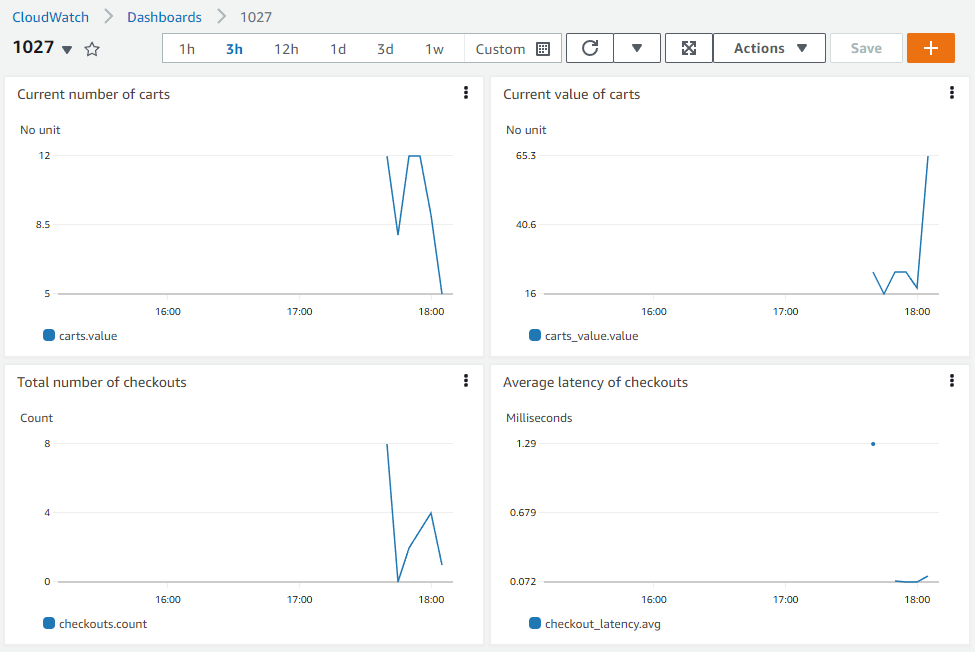 CloudWatch Dashboards 1027
1027 1h 3h 12h 1d 3d 1w Custom Actions Save
Current number of carts
No unit
12
8.5
5
16:00 17:00 18:00
carts.value
Current value of carts
No unit
65.3
40.6
16
16:00 17:00 18:00
carts_value.value
Total number of checkouts
Count
8
4
0
16:00 17:00 18:00
checkouts.count
Average latency of checkouts
Milliseconds
1.29
0.679
0.072
16:00 17:00 18:00
checkout_latency.avg